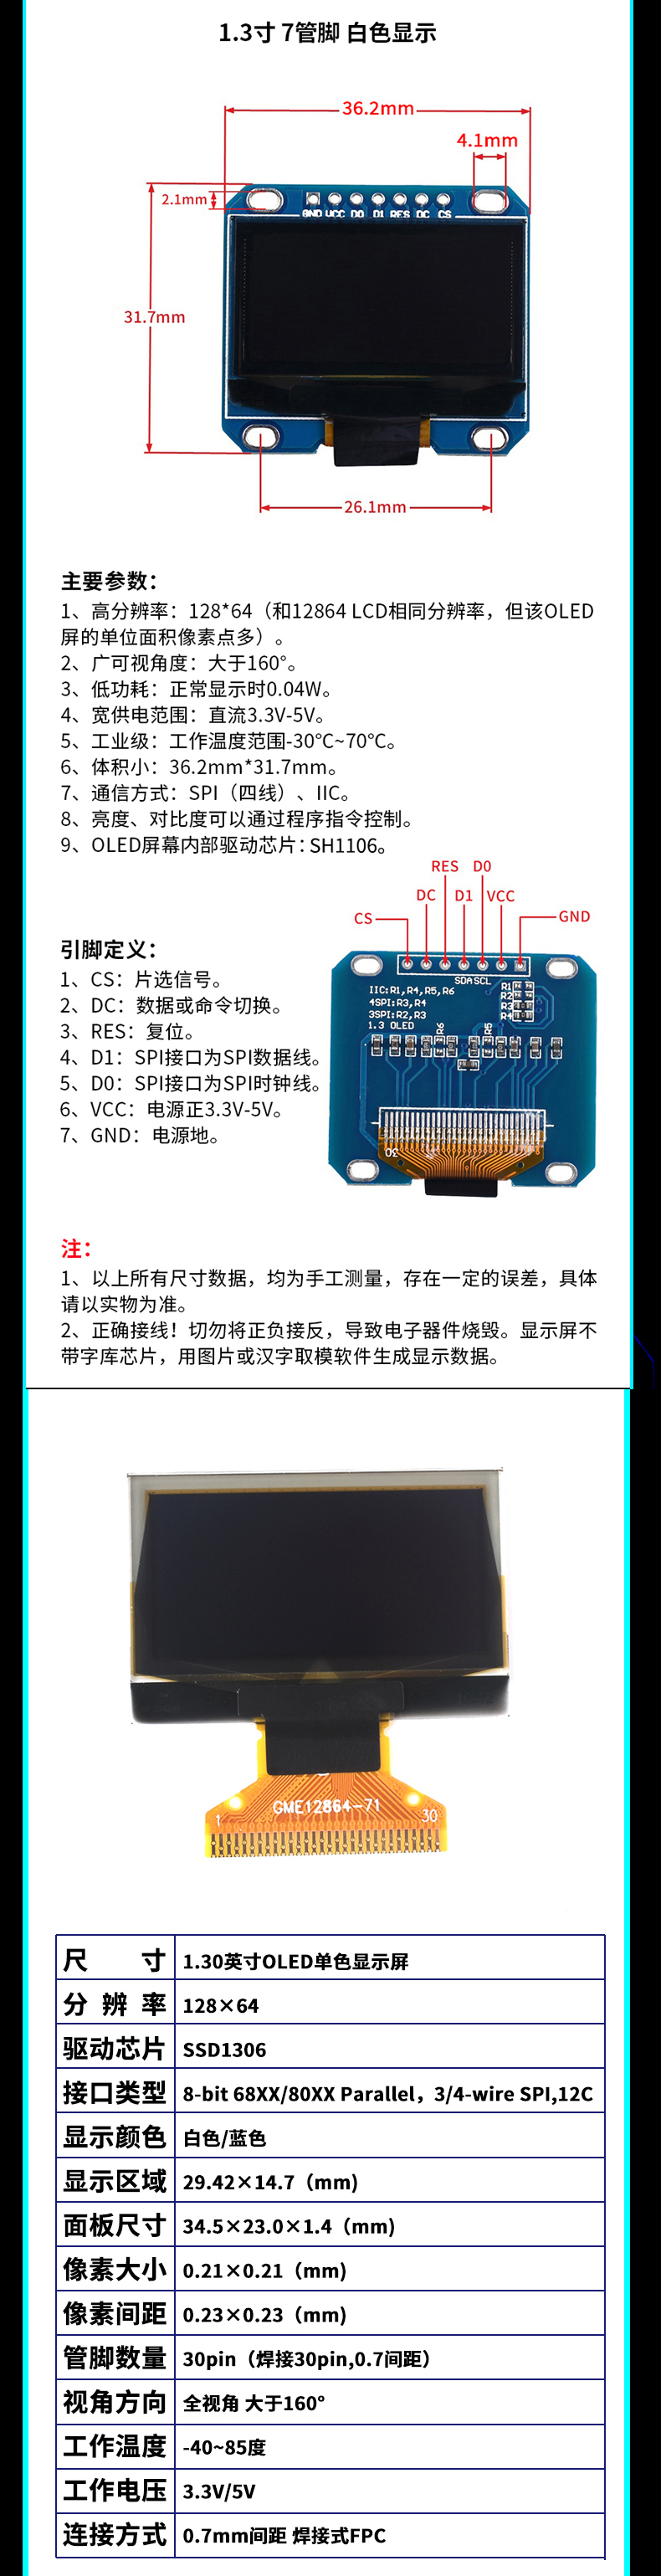 1.3寸 7管脚 白色显示
36.2mm
4.1mm
2.1mm
GND VCC D0 D1 RES DC CS
31.7mm
26.1mm
主要参数：
1、高分辨率：128*64（和12864 LCD相同分辨率，但该OLED
屏的单位面积像素点多）。
2、广可视角度：大于160°。
3、低功耗：正常显示时0.04W。
4、宽供电范围：直流3.3V-5V。
5、工业级：工作温度范围-30℃~70℃。
6、体积小：36.2mm*31.7mm。
7、通信方式：SPI（四线）、IIC。
8、亮度、对比度可以通过程序指令控制。
9、OLED屏幕内部驱动芯片：SH1106。
RES D0
DC D1 VCC
CS GND
引脚定义：
1、CS：片选信号。
2、DC：数据或命令切换。
3、RES：复位。
4、D1：SPI接口为SPI数据线。
5、D0：SPI接口为SPI时钟线。
6、VCC：电源正3.3V-5V。
7、GND：电源地。
SDA SCL
IIC:R1,R4,R5,R6
4SPI:R3,R4
3SPI:R2,R3
1.3 OLED
R1
R2
R3
R4
R6
R5
30
注：
1、以上所有尺寸数据，均为手工测量，存在一定的误差，具体
请以实物为准。
2、正确接线！切勿将正负接反，导致电子器件烧毁。显示屏不
带字库芯片，用图片或汉字取模软件生成显示数据。
GME12864-71
1 30
尺 寸 1.30英寸OLED单色显示屏
分 辨 率 128×64
驱动芯片 SSD1306
接口类型 8-bit 68XX/80XX Parallel，3/4-wire SPI,12C
显示颜色 白色/蓝色
显示区域 29.42×14.7（mm)
面板尺寸 34.5×23.0×1.4（mm)
像素大小 0.21×0.21（mm)
像素间距 0.23×0.23（mm)
管脚数量 30pin（焊接30pin,0.7间距）
视角方向 全视角 大于160°
工作温度 -40~85度
工作电压 3.3V/5V
连接方式 0.7mm间距 焊接式FPC